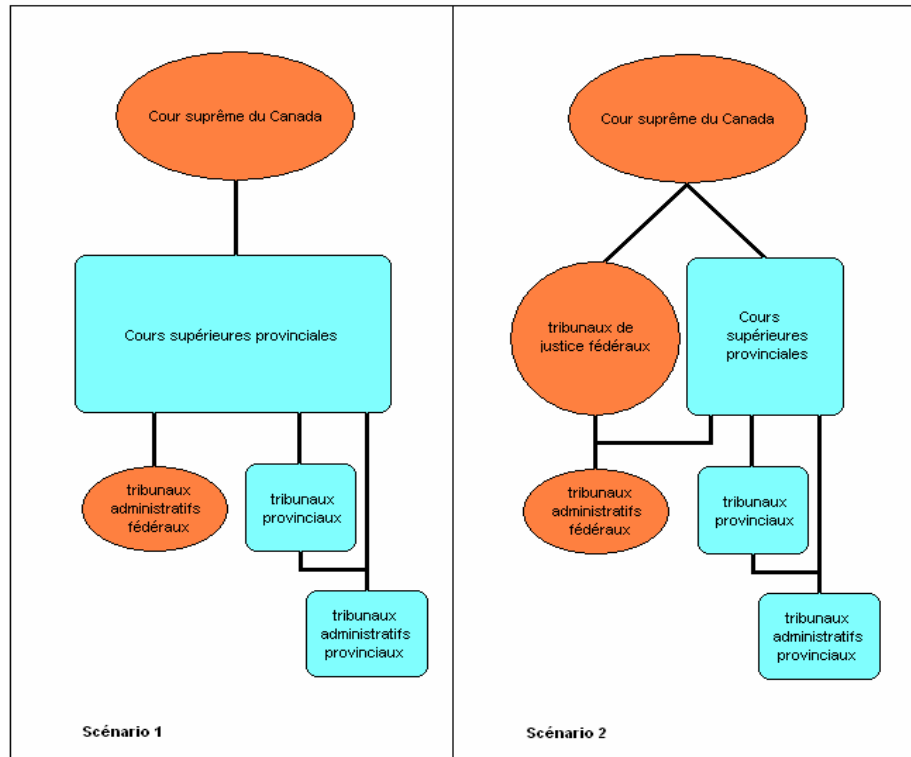 Cour suprême du Canada
Cours supérieures provinciales
tribunaux
administratifs
fédéraux
tribunaux
provinciaux
tribunaux
administratifs
provinciaux
Scénario 1
Cour suprême du Canada
tribunaux de
justice fédéraux
Cours
supérieures
provinciales
tribunaux
administratifs
fédéraux
tribunaux
provinciaux
tribunaux
administratifs
provinciaux
Scénario 2